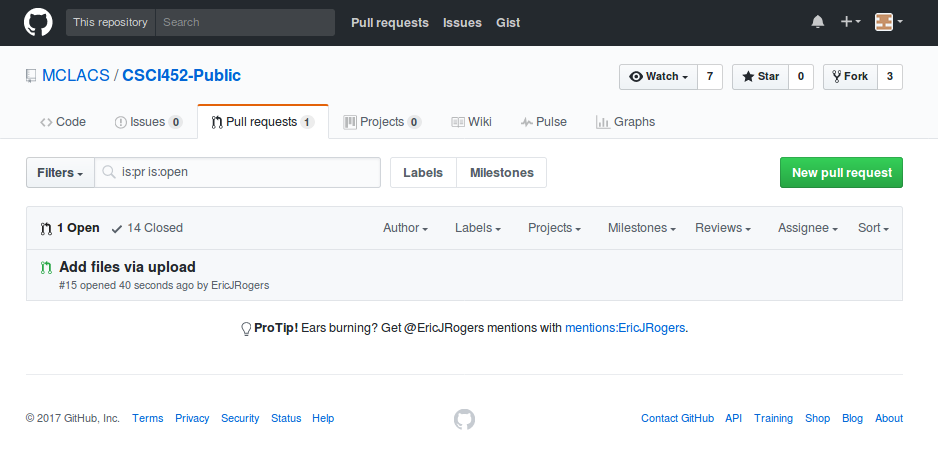 This repository Search Pull requests Issues Gist
MCLACS / CSCI452-Public Watch 7 Star 0 Fork 3
Code Issues 0 Pull requests 1 Projects 0 Wiki Pulse Graphs
Filters is:pr is:open Labels Milestones New pull request
1 Open 14 Closed Author Labels Projects Milestones Reviews Assignee Sort
Add files via upload
#15 opened 40 seconds ago by EricJRogers
ProTip! Ears burning? Get @EricJRogers mentions with mentions:EricJRogers.
© 2017 GitHub, Inc. Terms Privacy Security Status Help Contact GitHub API Training Shop Blog About